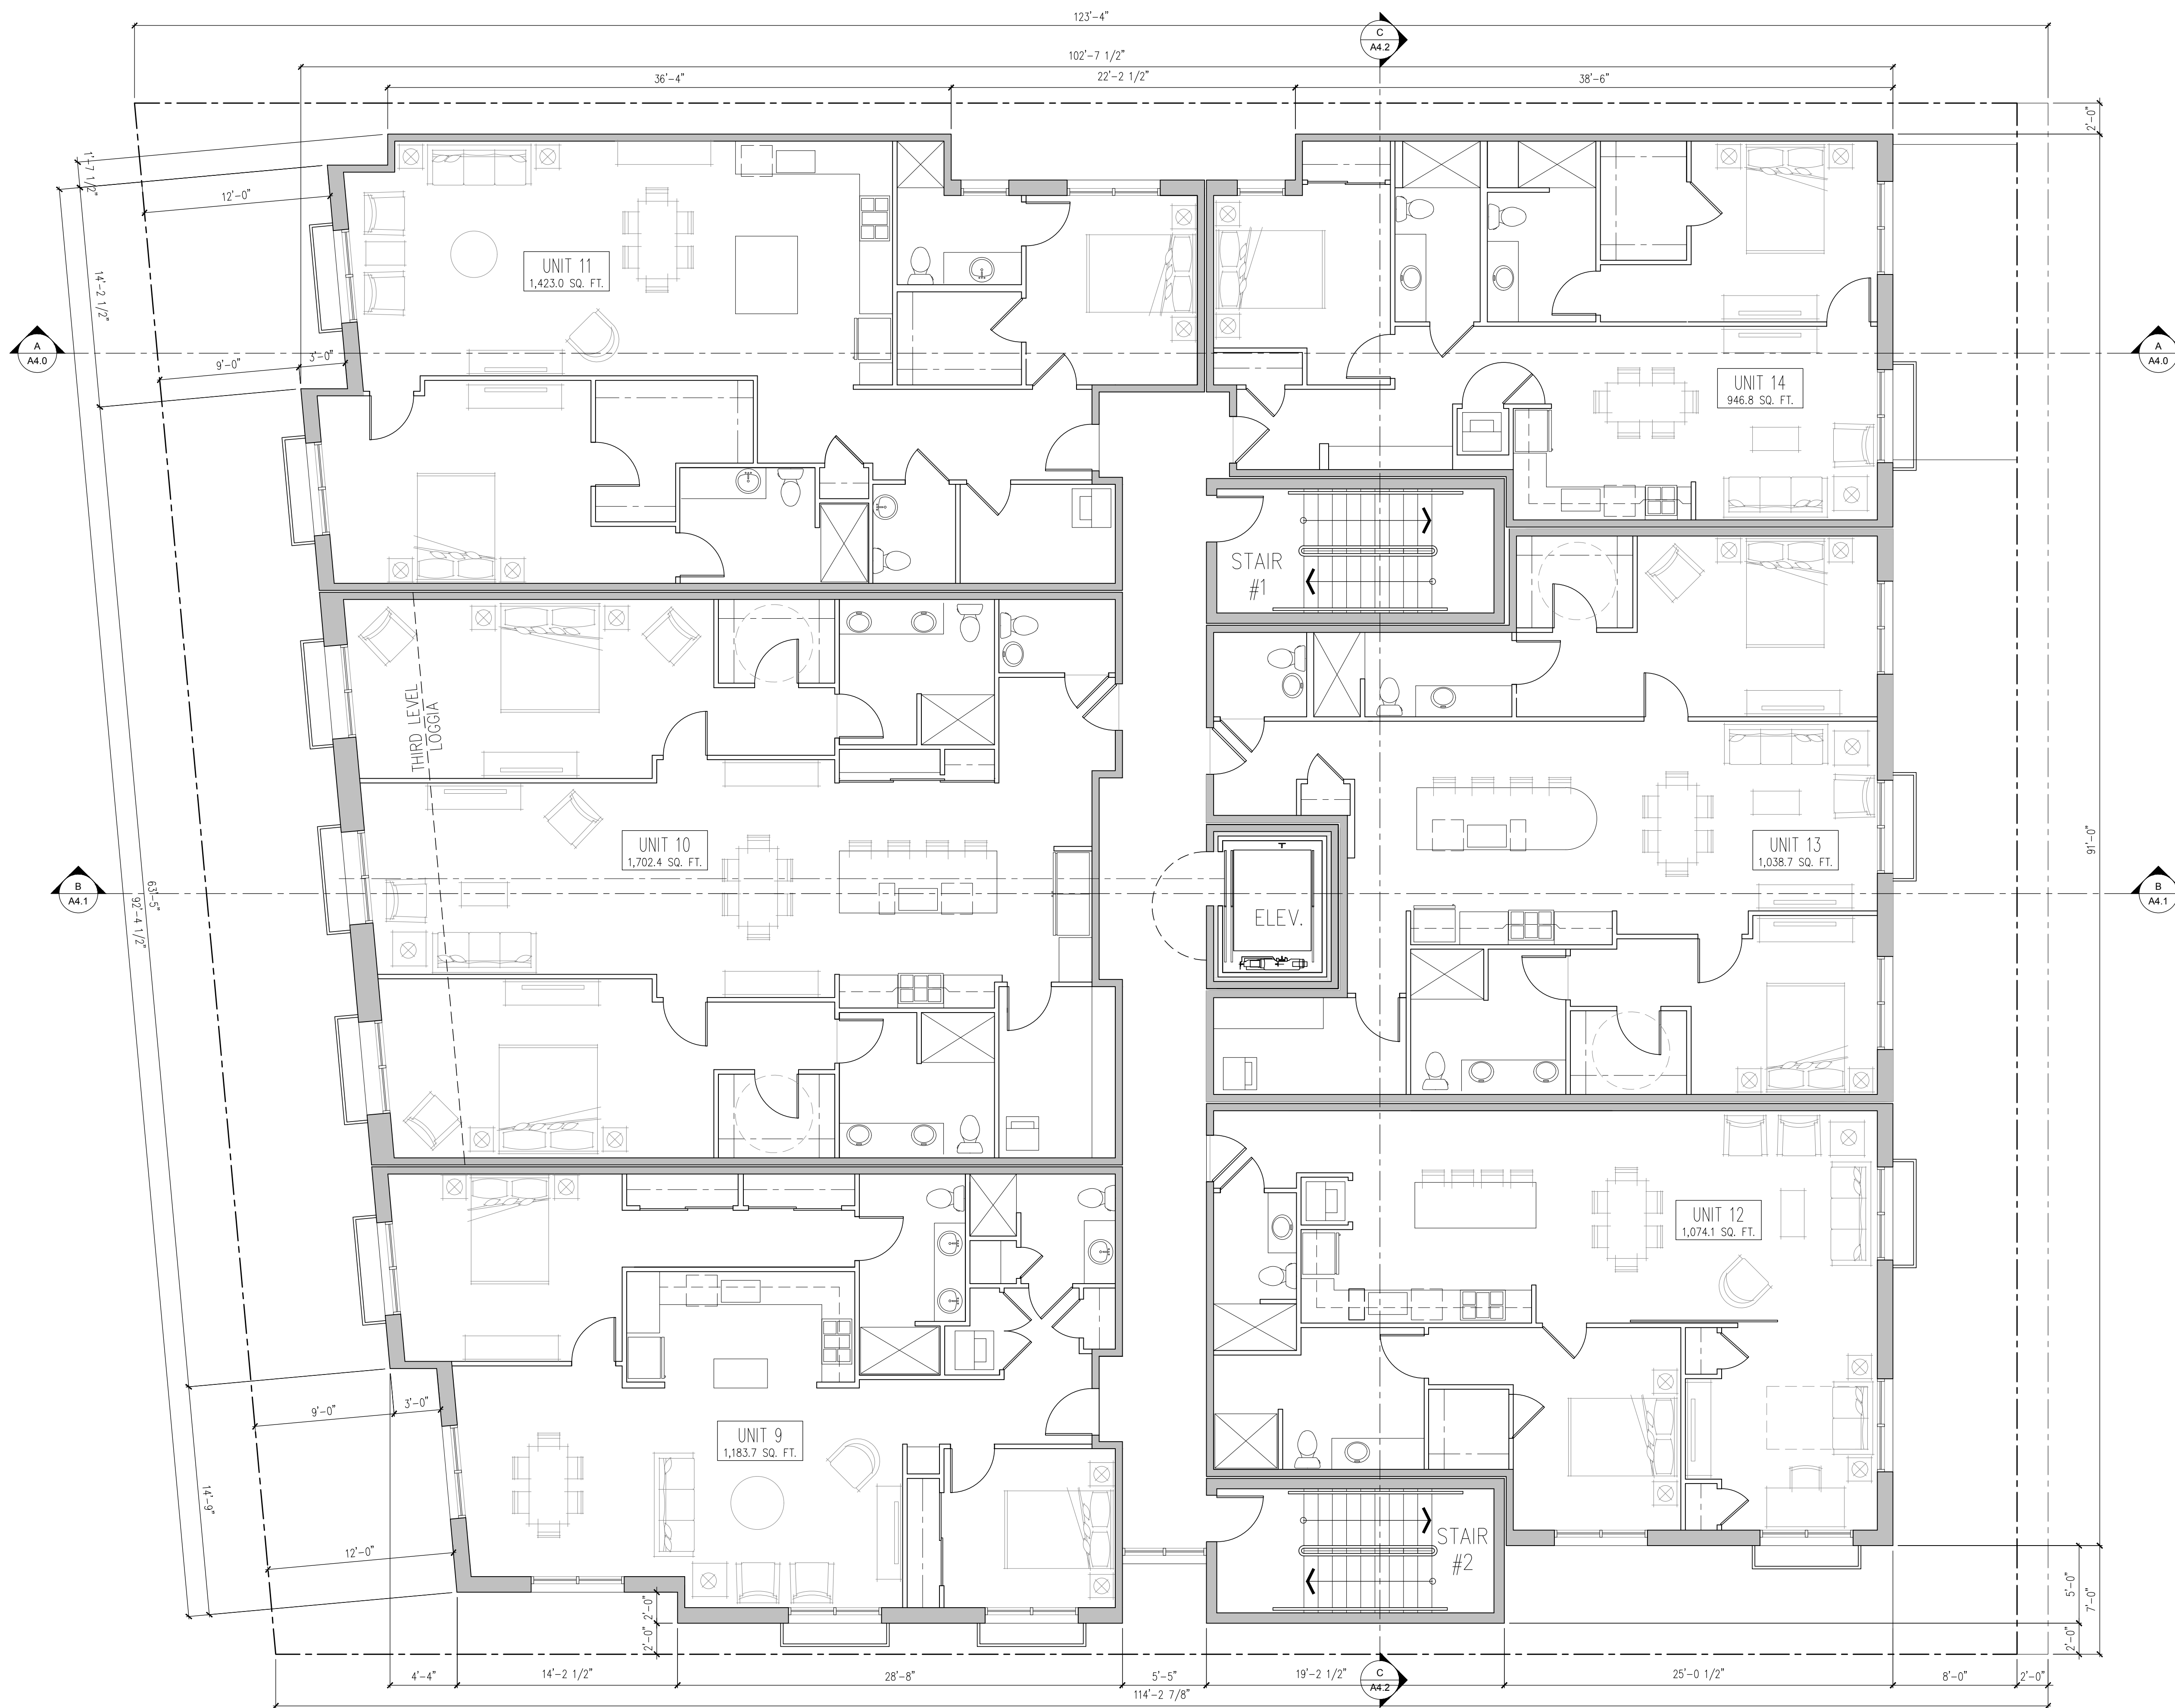 123'-4"
C
A4.2
102'-7 1/2"
36'-4"
22'-2 1/2"
38'-6"
2'-0"
1'-7 1/2"
12'-0"
14'-2 1/2"
9'-0"
3'-0"
UNIT 11
1,423.0 SQ. FT.
A
A4.0
A
A4.0
UNIT 14
946.8 SQ. FT.
STAIR
#1
THIRD LEVEL
LOGGIA
UNIT 10
1,702.4 SQ. FT.
UNIT 13
1,038.7 SQ. FT.
91'-0"
B
A4.1
63'-5"
92'-4 1/2"
ELEV.
B
A4.1
UNIT 12
1,074.1 SQ. FT.
9'-0"
3'-0"
UNIT 9
1,183.7 SQ. FT.
14'-9"
12'-0"
STAIR
#2
2'-0"
2'-0"
5'-0"
7'-0"
2'-0"
4'-4"
14'-2 1/2"
28'-8"
5'-5"
19'-2 1/2"
C
A4.2
25'-0 1/2"
8'-0"
2'-0"
114'-2 7/8"